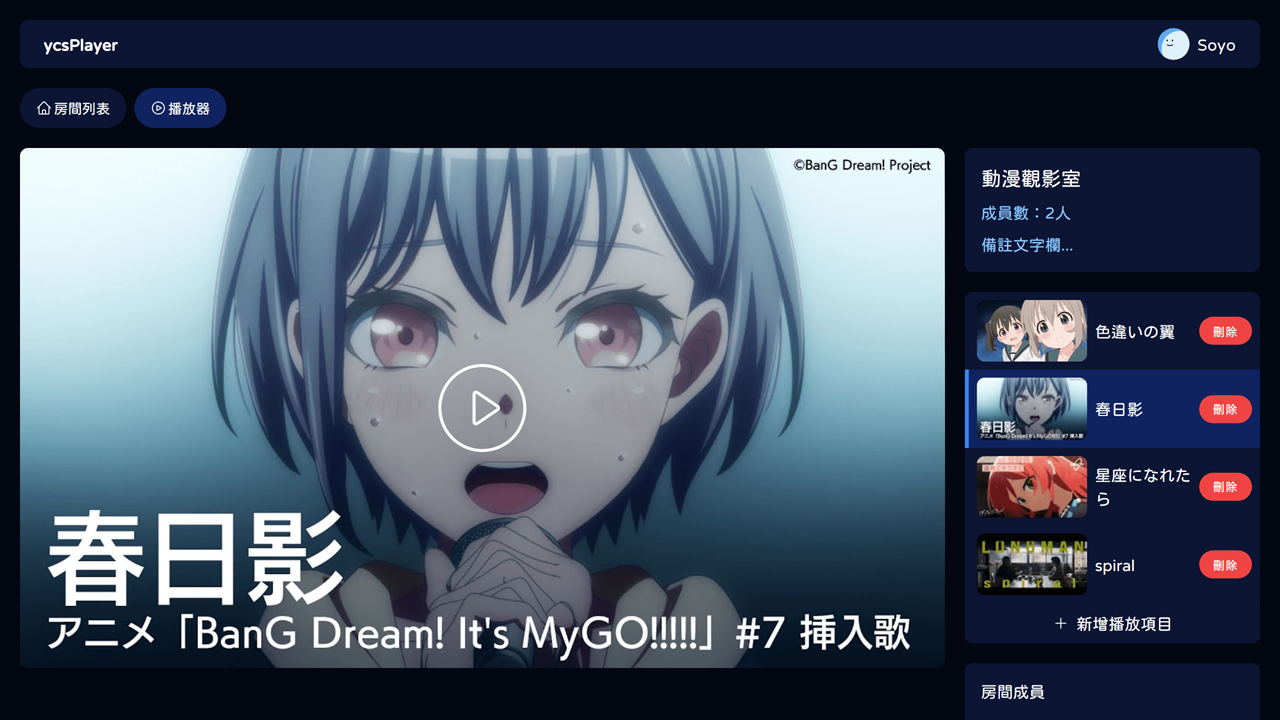 ycsPlayer
Soyo
房間列表
播放器
©BanG Dream! Project
春日影
アニメ「BanG Dream! It's MyGO!!!!!」#7 挿入歌
動漫觀影室
成員數：2人
備註文字欄...
色違いの翼
刪除
春日影
アニメ「BanG Dream! It's MyGO!!!!!」#7 挿入歌
春日影
刪除
星座になれた
ら
刪除
LUNGMAN
spiral
spiral
刪除
+ 新增播放項目
房間成員